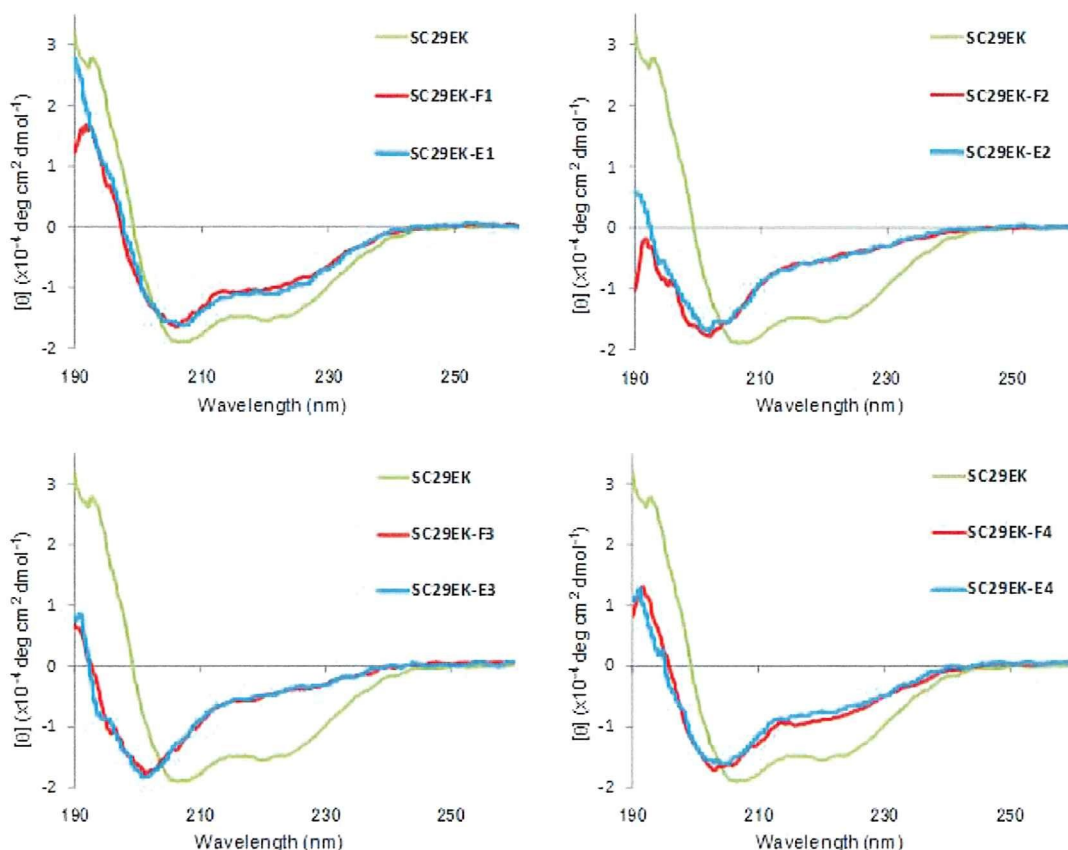 3
2
1
0
-1
-2
190
210
230
250
[θ] (x10⁻⁴ deg cm² dmol⁻¹)
Wavelength (nm)
SC29EK
SC29EK-F1
SC29EK-E1
3
2
1
0
-1
-2
190
210
230
250
[θ] (x10⁻⁴ deg cm² dmol⁻¹)
Wavelength (nm)
SC29EK
SC29EK-F2
SC29EK-E2
3
2
1
0
-1
-2
190
210
230
250
[θ] (x10⁻⁴ deg cm² dmol⁻¹)
Wavelength (nm)
SC29EK
SC29EK-F3
SC29EK-E3
3
2
1
0
-1
-2
190
210
230
250
[θ] (x10⁻⁴ deg cm² dmol⁻¹)
Wavelength (nm)
SC29EK
SC29EK-F4
SC29EK-E4